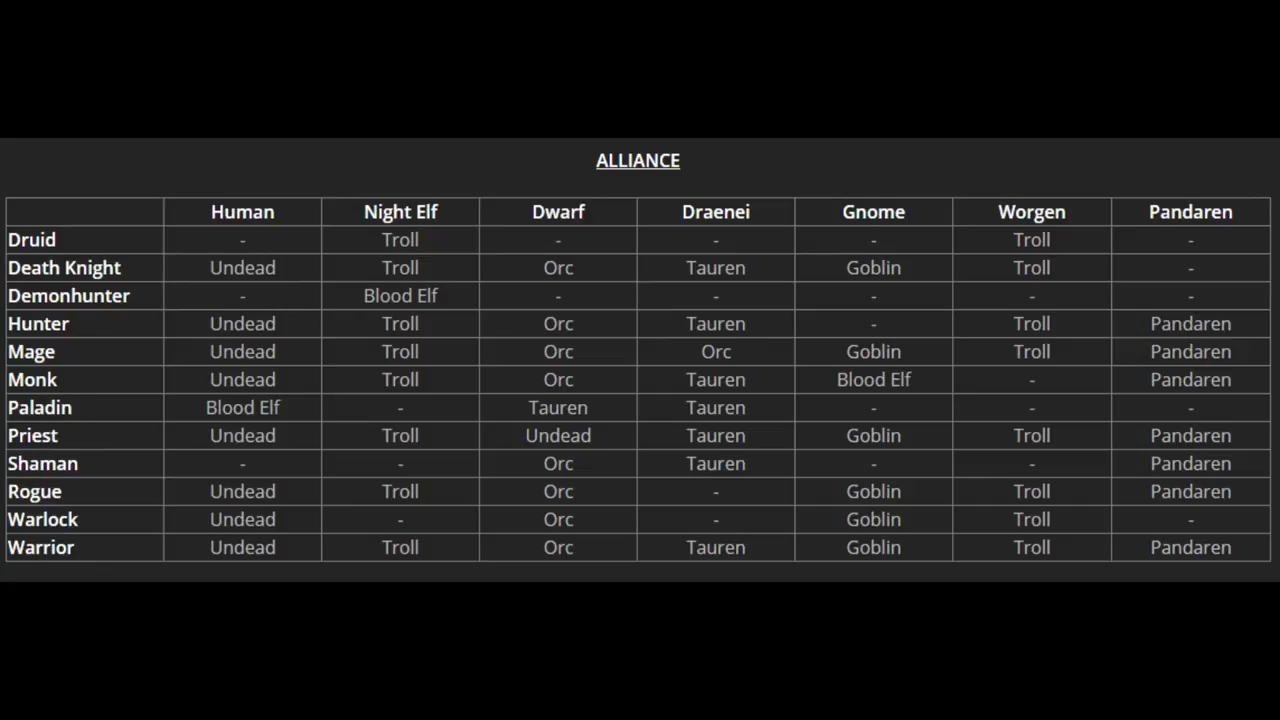 ALLIANCE
Human Night Elf Dwarf Draenei Gnome Worgen Pandaren
Druid - Troll - - - Troll -
Death Knight Undead Troll Orc Tauren Goblin Troll -
Demonhunter - Blood Elf - - - - -
Hunter Undead Troll Orc Tauren - Troll Pandaren
Mage Undead Troll Orc Orc Goblin Troll Pandaren
Monk Undead Troll Orc Tauren Blood Elf - Pandaren
Paladin Blood Elf - Tauren Tauren - - -
Priest Undead Troll Undead Tauren Goblin Troll Pandaren
Shaman - - Orc Tauren - - Pandaren
Rogue Undead Troll Orc - Goblin Troll Pandaren
Warlock Undead - Orc - Goblin Troll -
Warrior Undead Troll Orc Tauren Goblin Troll Pandaren